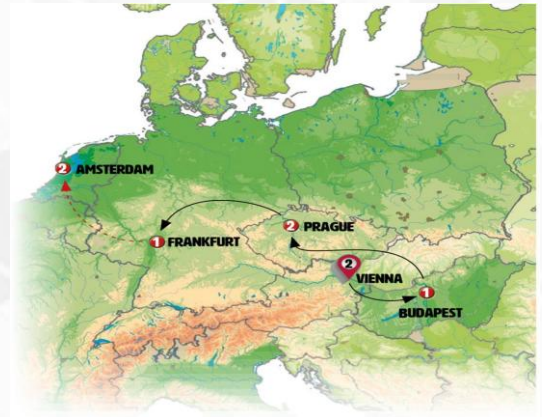 2 AMSTERDAM
1 FRANKFURT
2 PRAGUE
2
VIENNA
1
BUDAPEST